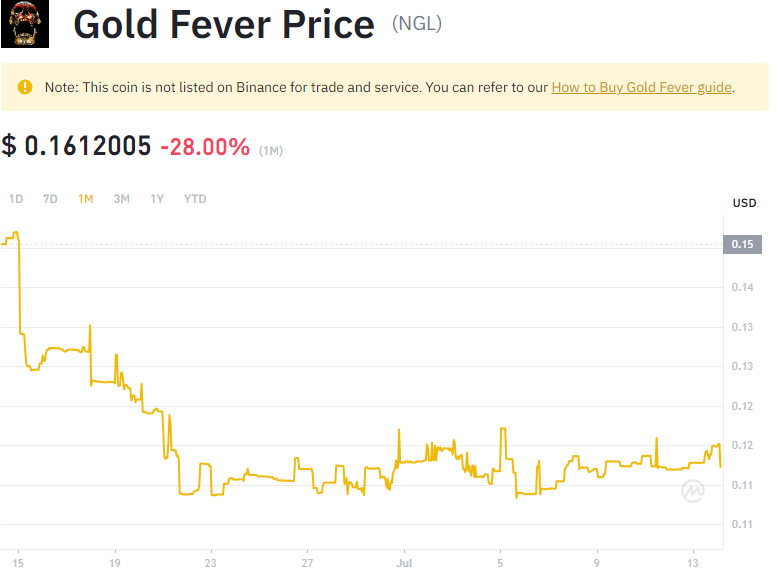 Gold Fever Price (NGL)
Note: This coin is not listed on Binance for trade and service. You can refer to our How to Buy Gold Fever guide.
$ 0.1612005 -28.00% (1M)
1D 7D 1M 3M 1Y YTD
USD
0.15
0.14
0.13
0.13
0.12
0.12
0.11
0.11
15 19 23 27 Jul 5 9 13